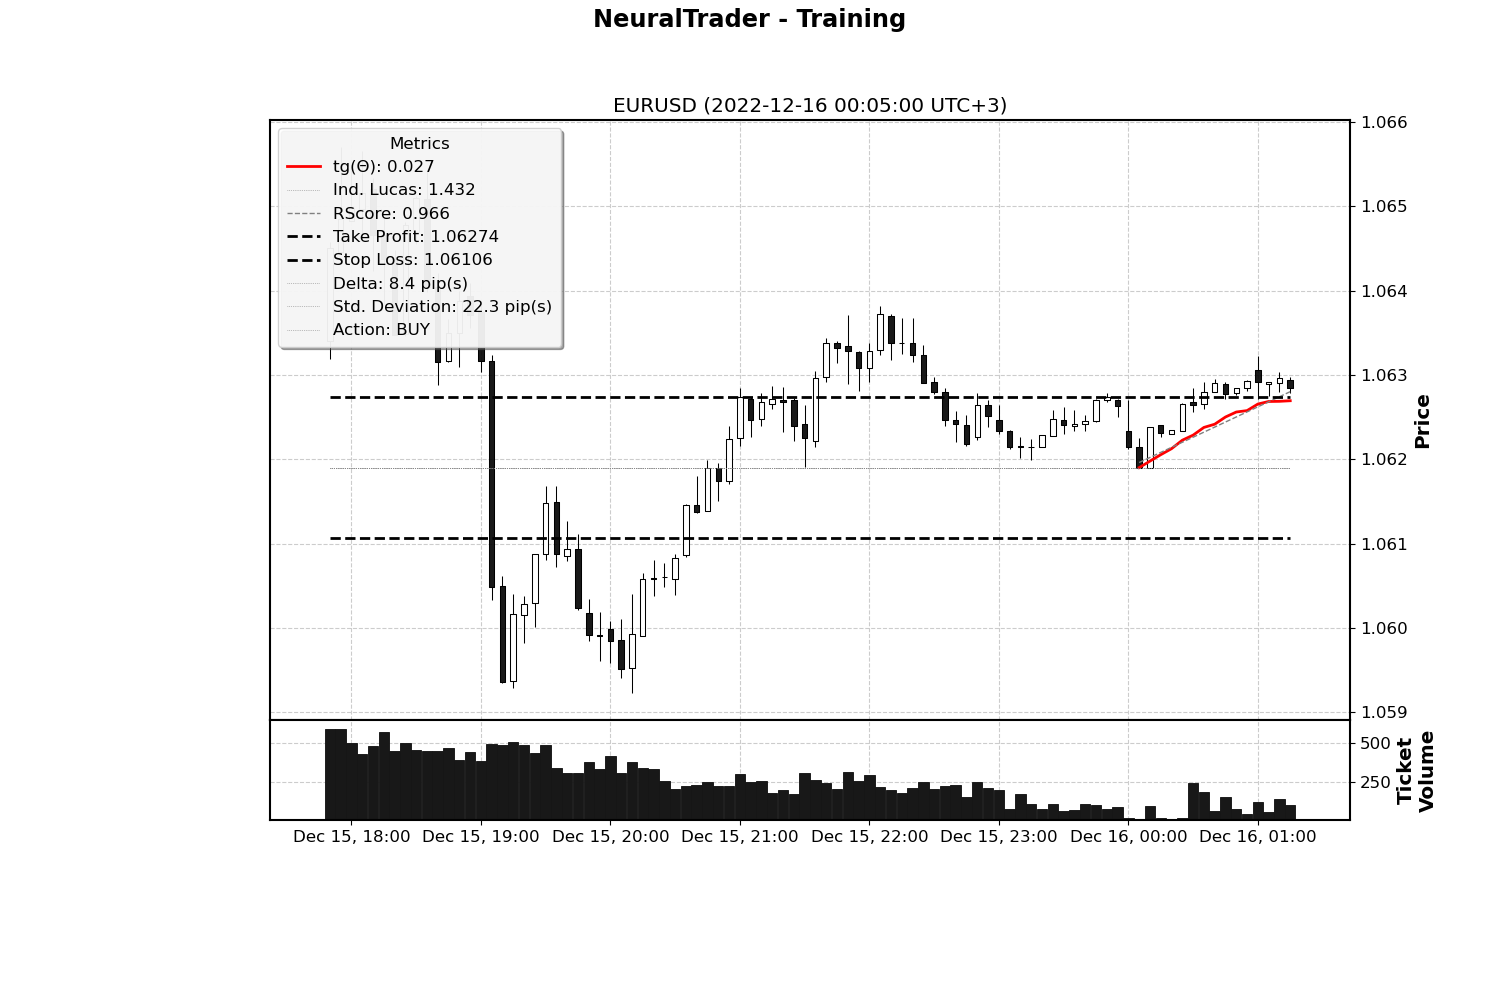 NeuralTrader - Training
EURUSD (2022-12-16 00:05:00 UTC+3)
Metrics
tg(Θ): 0.027
Ind. Lucas: 1.432
RScore: 0.966
Take Profit: 1.06274
Stop Loss: 1.06106
Delta: 8.4 pip(s)
Std. Deviation: 22.3 pip(s)
Action: BUY
1.066
1.065
1.064
1.063
1.062
1.061
1.060
1.059
Price
500
250
Ticket
Volume
Dec 15, 18:00 Dec 15, 19:00 Dec 15, 20:00 Dec 15, 21:00 Dec 15, 22:00 Dec 15, 23:00 Dec 16, 00:00 Dec 16, 01:00